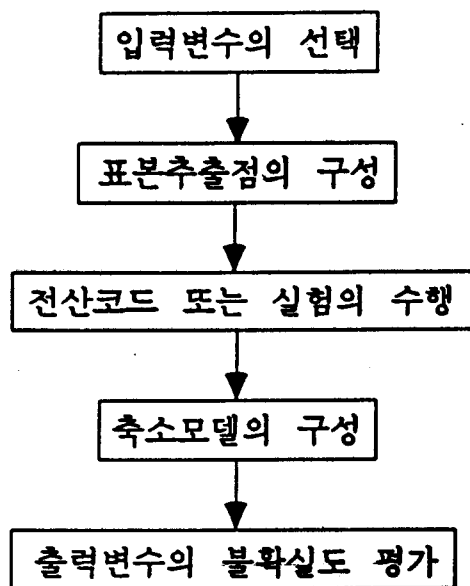 입력변수의 선택
표본추출점의 구성
전산코드 또는 실험의 수행
축소모델의 구성
출력변수의 불확실도 평가